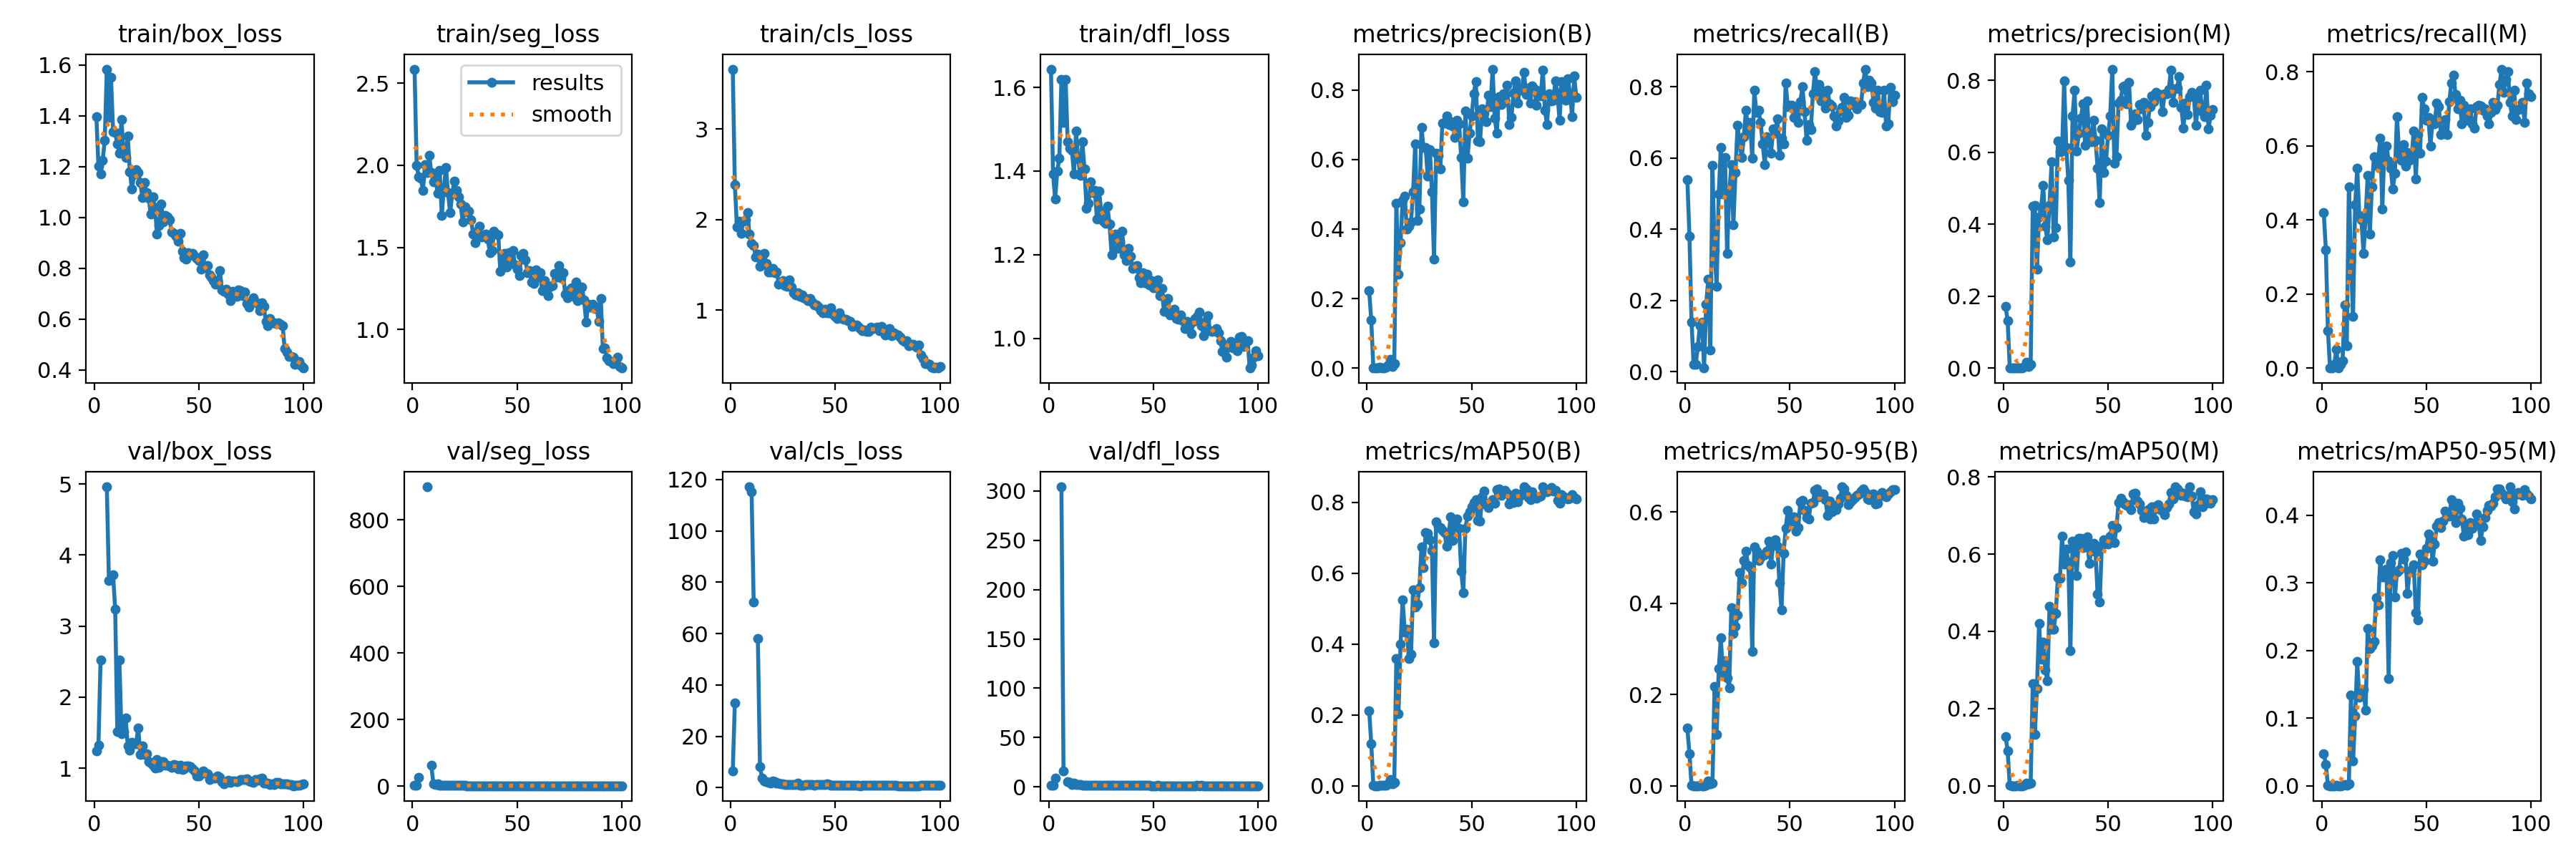 train/box_loss
1.6
1.4
1.2
1.0
0.8
0.6
0.4
0 50 100
train/seg_loss
results
smooth
2.5
2.0
1.5
1.0
0 50 100
train/cls_loss
3
2
1
0 50 100
train/dfl_loss
1.6
1.4
1.2
1.0
0 50 100
metrics/precision(B)
0.8
0.6
0.4
0.2
0.0
0 50 100
metrics/recall(B)
0.8
0.6
0.4
0.2
0.0
0 50 100
metrics/precision(M)
0.8
0.6
0.4
0.2
0.0
0 50 100
metrics/recall(M)
0.8
0.6
0.4
0.2
0.0
0 50 100
val/box_loss
5
4
3
2
1
0 50 100
val/seg_loss
800
600
400
200
0
0 50 100
val/cls_loss
120
100
80
60
40
20
0
0 50 100
val/dfl_loss
300
250
200
150
100
50
0
0 50 100
metrics/mAP50(B)
0.8
0.6
0.4
0.2
0.0
0 50 100
metrics/mAP50-95(B)
0.6
0.4
0.2
0.0
0 50 100
metrics/mAP50(M)
0.8
0.6
0.4
0.2
0.0
0 50 100
metrics/mAP50-95(M)
0.4
0.3
0.2
0.1
0.0
0 50 100